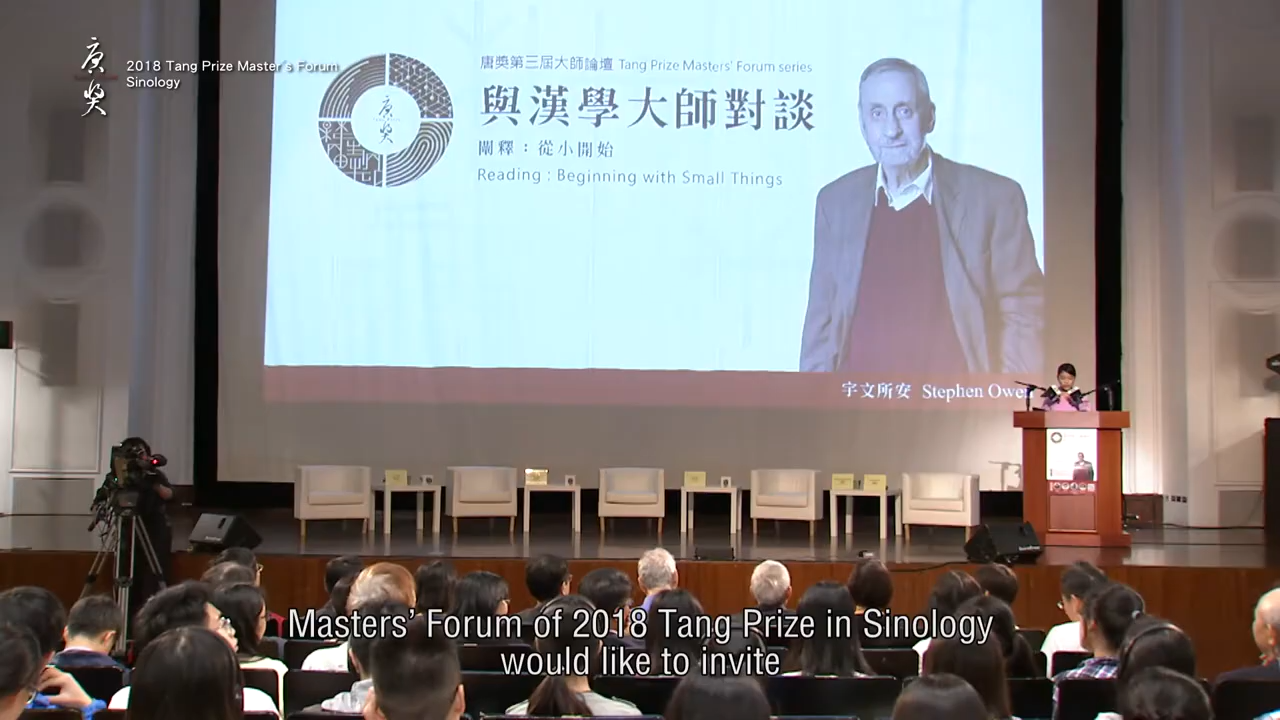 唐獎
2018 Tang Prize Master's Forum
Sinology
唐獎
唐獎第三屆大師論壇 Tang Prize Masters' Forum series
與漢學大師對談
闡釋：從小開始
Reading : Beginning with Small Things
宇文所安 Stephen Owen
Masters' Forum of 2018 Tang Prize in Sinology
would like to invite